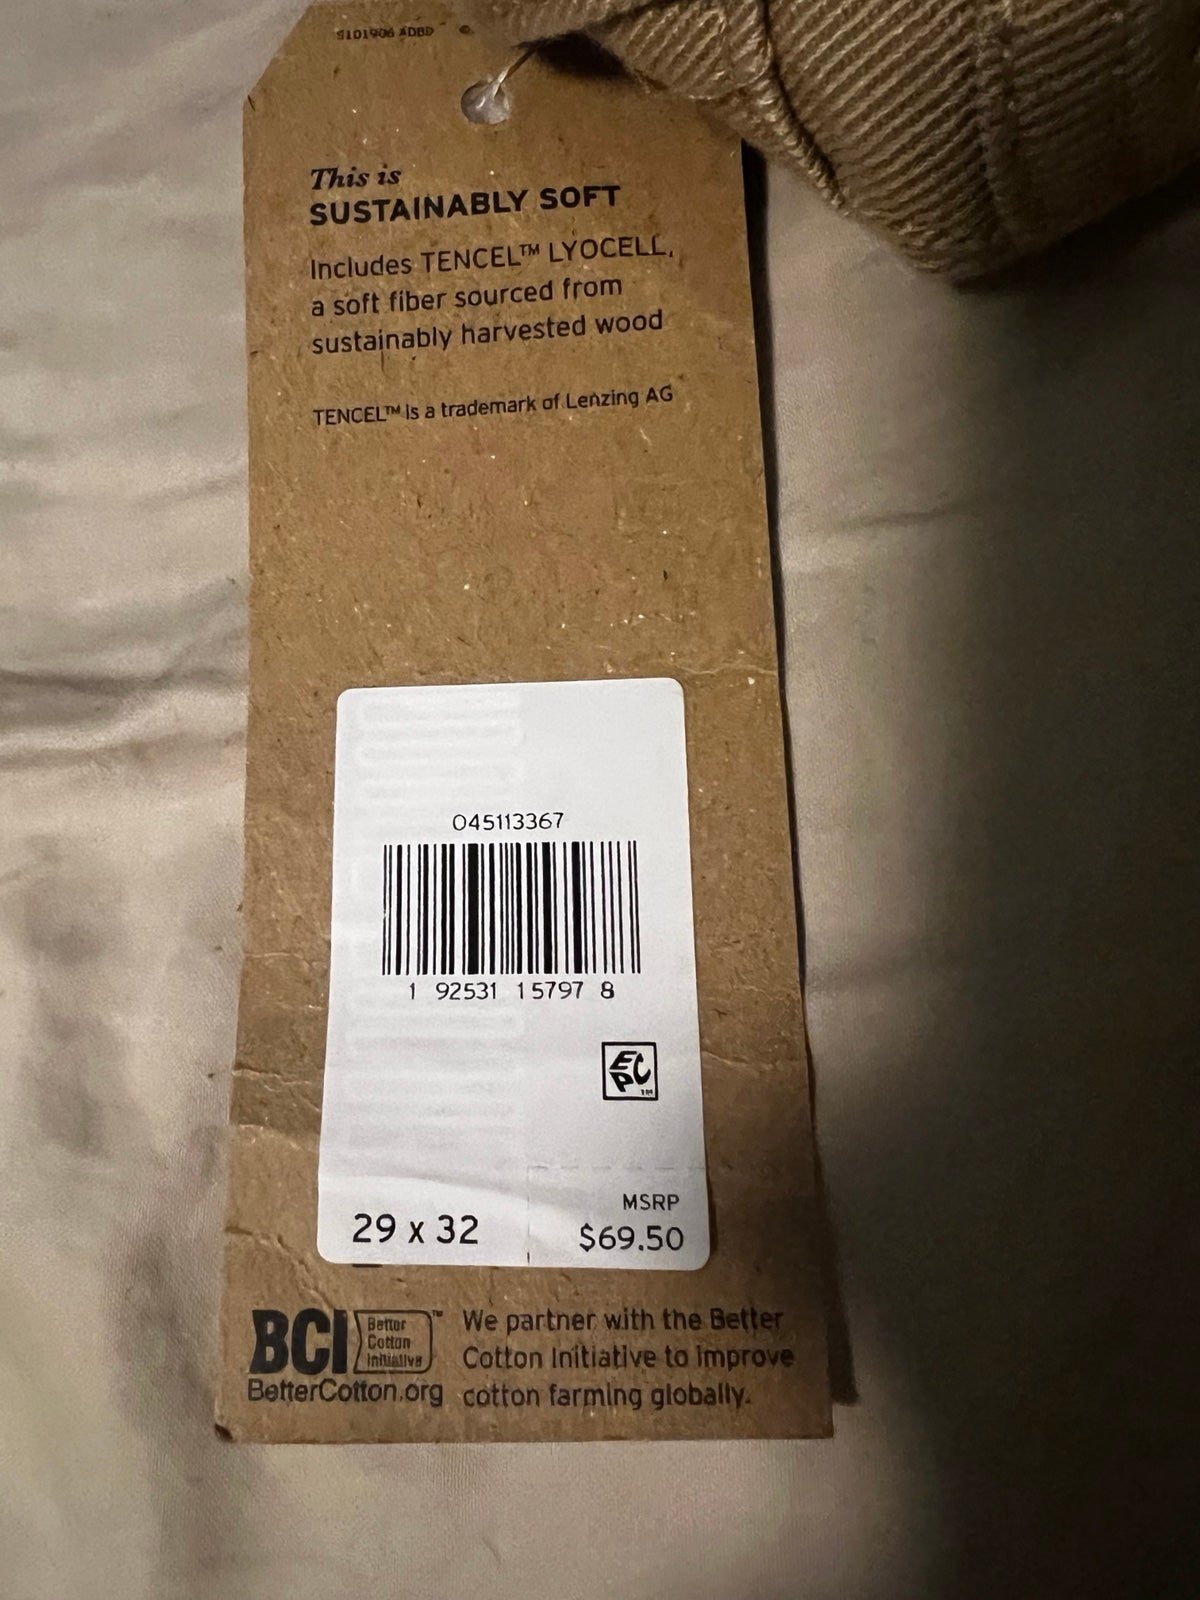 S101906 ADBD ©
This is
SUSTAINABLY SOFT
Includes TENCEL™ LYOCELL,
a soft fiber sourced from
sustainably harvested wood
TENCEL™ is a trademark of Lenzing AG
045113367
1 92531 15797 8
EPC™
MSRP
29 x 32 $69.50
BCI Better Cotton Initiative™
BetterCotton.org
We partner with the Better
Cotton Initiative to improve
cotton farming globally.